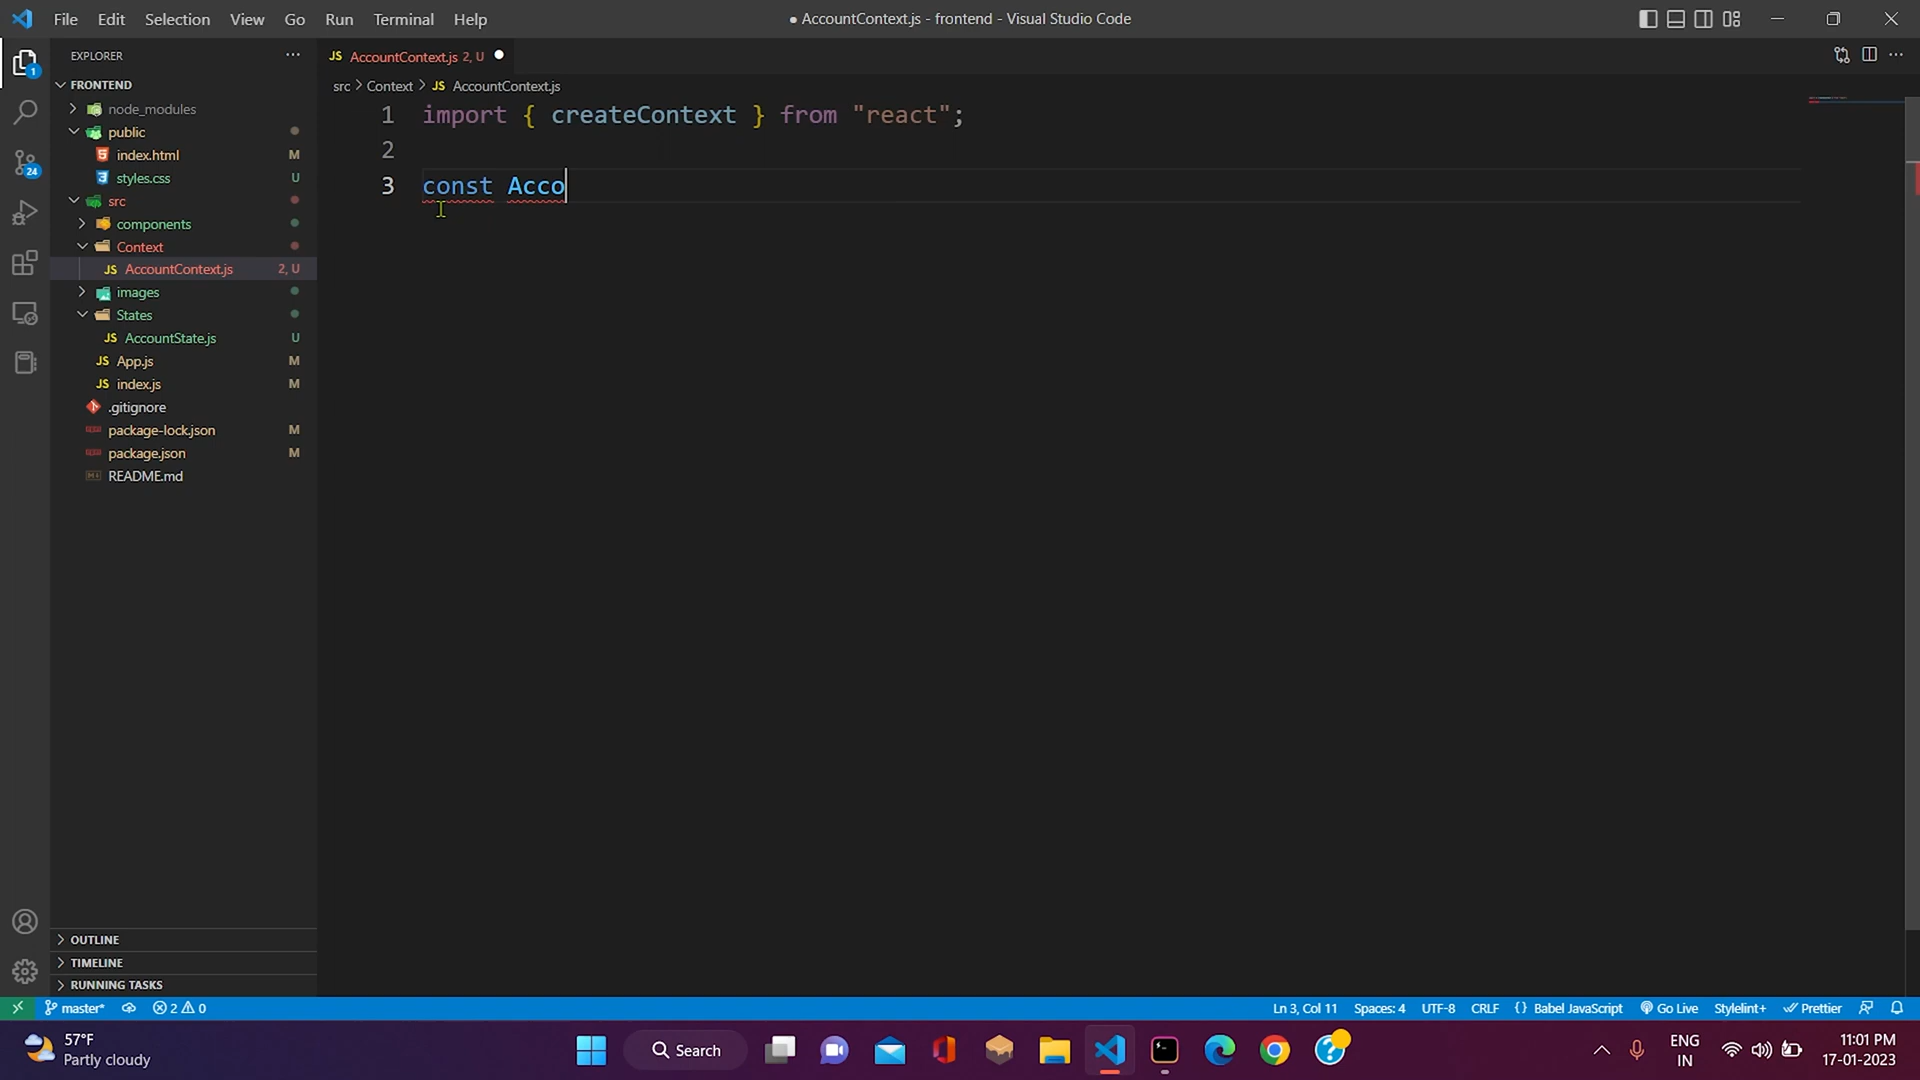 File Edit Selection View Go Run Terminal Help
● AccountContext.js - frontend - Visual Studio Code
EXPLORER
JS AccountContext.js 2, U
src > Context > JS AccountContext.js
FRONTEND
node_modules
public
index.html M
styles.css U
src
components
Context
JS AccountContext.js 2, U
images
States
JS AccountState.js U
JS App.js M
JS index.js M
.gitignore
package-lock.json M
package.json M
README.md
1 import { createContext } from "react";
2
3 const Acco
OUTLINE
TIMELINE
RUNNING TASKS
1
24
master* 2 0
Ln 3, Col 11 Spaces: 4 UTF-8 CRLF {} Babel JavaScript Go Live Stylelint+ Prettier
57°F
Partly cloudy
Search
ENG
IN
11:01 PM
17-01-2023